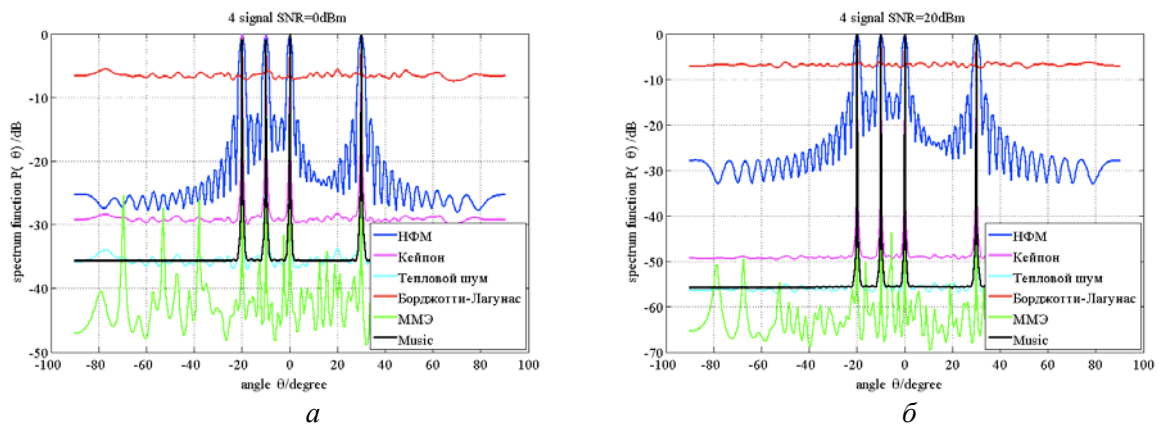 4 signal SNR=0dBm
spectrum function P( θ) /dB
0
-10
-20
-30
-40
-50
-100
-80
-60
-40
-20
0
20
40
60
80
100
angle θ/degree
НФМ
Кейпон
Тепловой шум
Борджотти-Лагунас
ММЭ
Music
а
4 signal SNR=20dBm
spectrum function P( θ) /dB
0
-10
-20
-30
-40
-50
-60
-70
-100
-80
-60
-40
-20
0
20
40
60
80
100
angle θ/degree
НФМ
Кейпон
Тепловой шум
Борджотти-Лагунас
ММЭ
Music
б